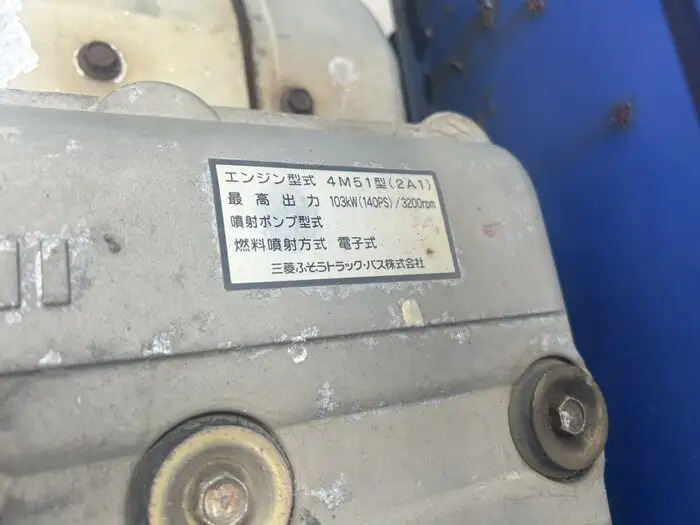 エンジン型式 4M51型(2A1)
最高出力 103kW(140PS)/3200rpm
噴射ポンプ型式
燃料噴射方式 電子式
三菱ふそうトラック・バス株式会社